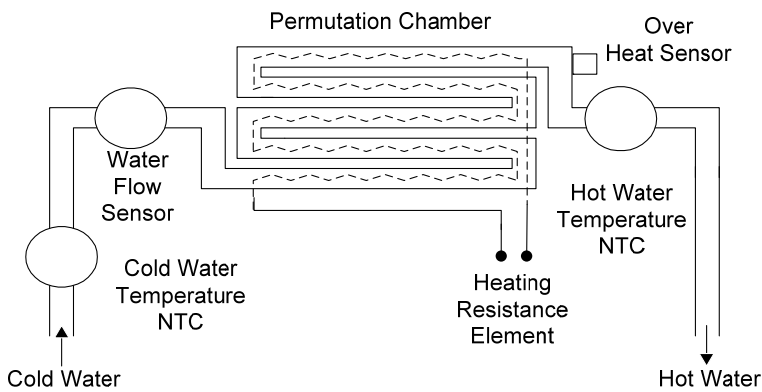 Permutation Chamber
Over
Heat Sensor
Water
Flow
Sensor
Hot Water
Temperature
NTC
Cold Water
Temperature
NTC
Heating
Resistance
Element
Cold Water
Hot Water